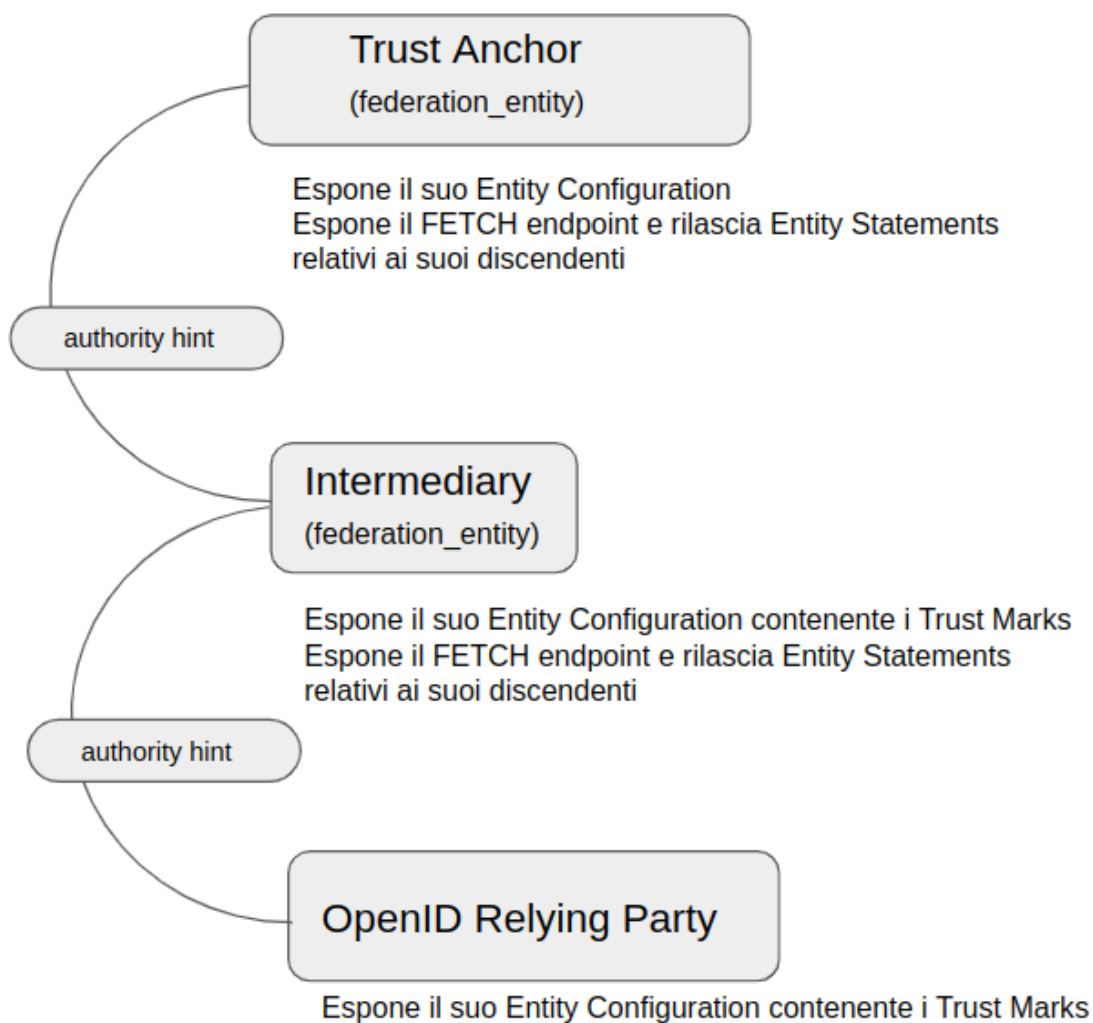 Trust Anchor
(federation_entity)
Espone il suo Entity Configuration
Espone il FETCH endpoint e rilascia Entity Statements
relativi ai suoi discendenti
authority hint
Intermediary
(federation_entity)
Espone il suo Entity Configuration contenente i Trust Marks
Espone il FETCH endpoint e rilascia Entity Statements
relativi ai suoi discendenti
authority hint
OpenID Relying Party
Espone il suo Entity Configuration contenente i Trust Marks